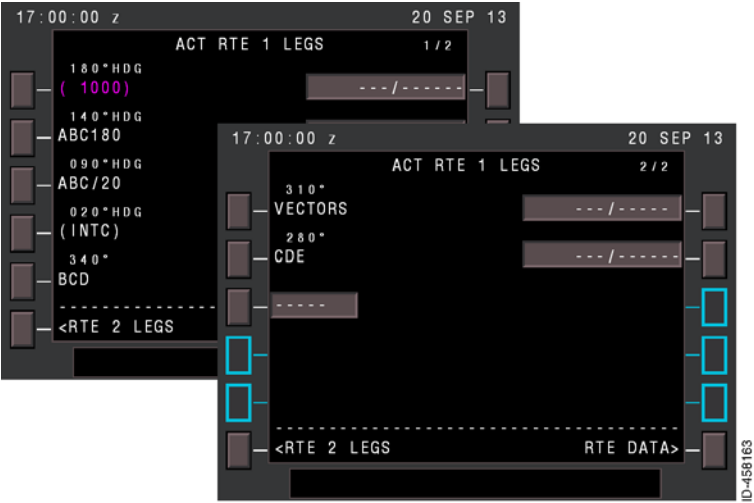 17:00:00 z 20 SEP 13
ACT RTE 1 LEGS 1/2
180°HDG
( 1000) ---/------
140°HDG
ABC180
090°HDG
ABC/20
020°HDG
(INTC)
340°
BCD
-----------------
<RTE 2 LEGS
17:00:00 z 20 SEP 13
ACT RTE 1 LEGS 2/2
310°
VECTORS ---/-----
280°
CDE ---/------
-----
----------------------------------------
<RTE 2 LEGS RTE DATA>
ID-458163